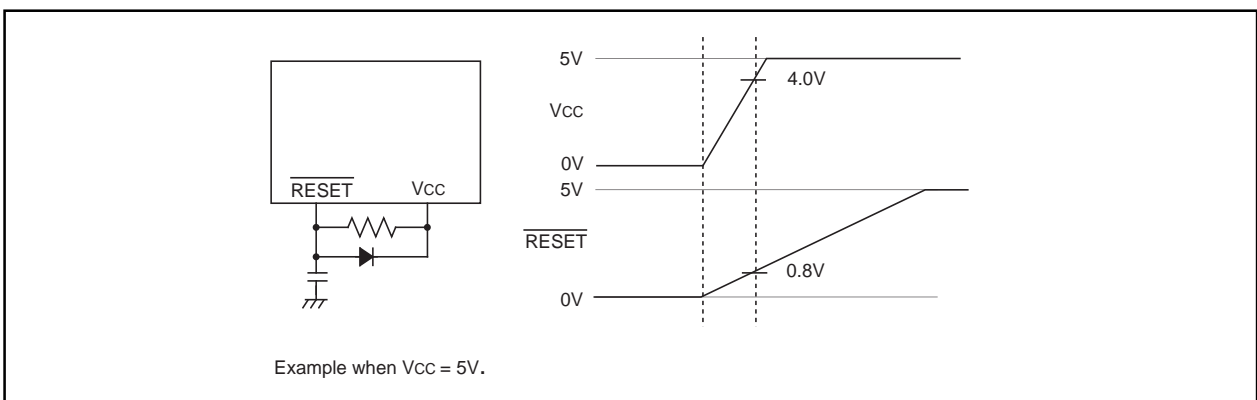 RESET
VCC
5V
4.0V
VCC
0V
5V
RESET
0.8V
0V
Example when VCC = 5V.